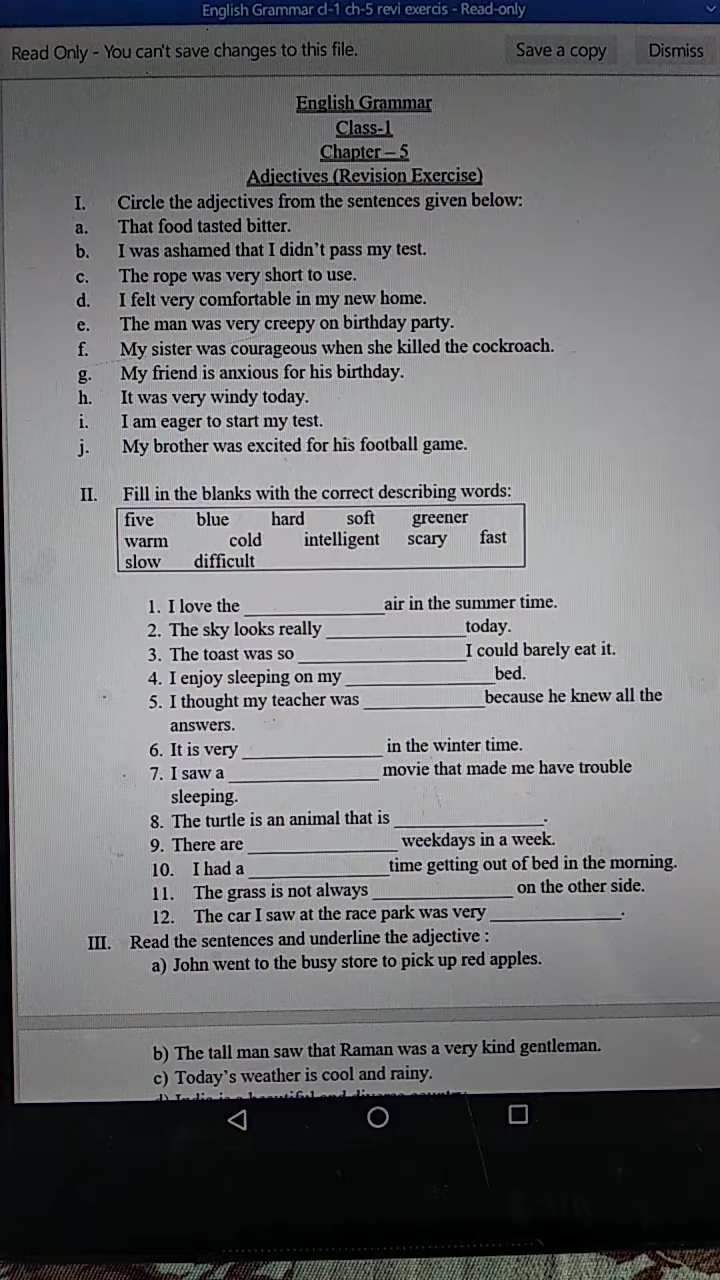 English Grammar cl-1 ch-5 revi exercis - Read-only
Read Only - You can't save changes to this file. Save a copy Dismiss
English Grammar
Class-1
Chapter – 5
Adjectives (Revision Exercise)
I. Circle the adjectives from the sentences given below:
a. That food tasted bitter.
b. I was ashamed that I didn't pass my test.
c. The rope was very short to use.
d. I felt very comfortable in my new home.
e. The man was very creepy on birthday party.
f. My sister was courageous when she killed the cockroach.
g. My friend is anxious for his birthday.
h. It was very windy today.
i. I am eager to start my test.
j. My brother was excited for his football game.
II. Fill in the blanks with the correct describing words:
five blue hard soft greener
warm cold intelligent scary fast
slow difficult
1. I love the ______________ air in the summer time.
2. The sky looks really ______________ today.
3. The toast was so ______________ I could barely eat it.
4. I enjoy sleeping on my ______________ bed.
5. I thought my teacher was ______________ because he knew all the
answers.
6. It is very ______________ in the winter time.
7. I saw a ______________ movie that made me have trouble
sleeping.
8. The turtle is an animal that is ______________.
9. There are ______________ weekdays in a week.
10. I had a ______________ time getting out of bed in the morning.
11. The grass is not always ______________ on the other side.
12. The car I saw at the race park was very ______________.
III. Read the sentences and underline the adjective :
a) John went to the busy store to pick up red apples.
b) The tall man saw that Raman was a very kind gentleman.
c) Today's weather is cool and rainy.
d) India is a beautiful and diverse country.